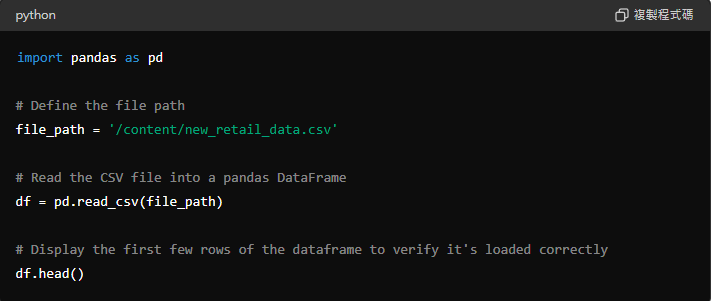 python
複製程式碼
import pandas as pd
# Define the file path
file_path = '/content/new_retail_data.csv'
# Read the CSV file into a pandas DataFrame
df = pd.read_csv(file_path)
# Display the first few rows of the dataframe to verify it's loaded correctly
df.head()